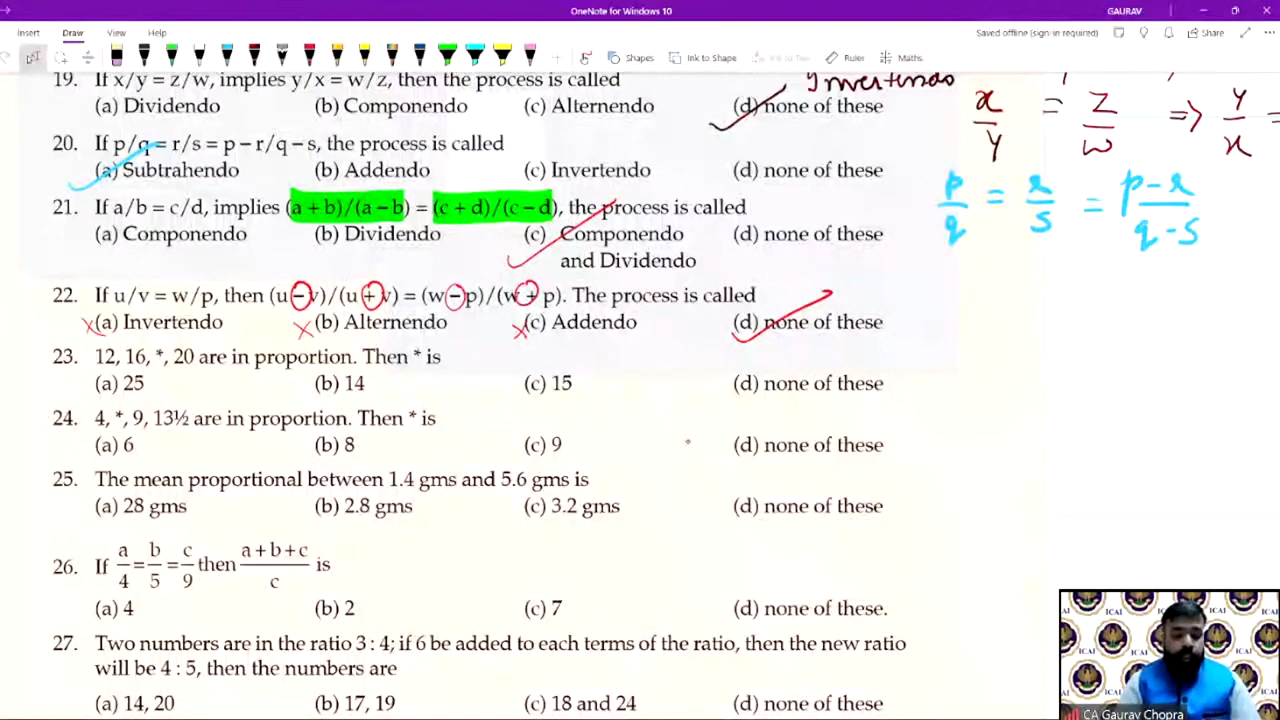 OneNote for Windows 10
GAURAV
Insert Draw View Help
Saved offline (sign-in required) Share
Shapes Ink to Shape Ink to Text Ruler Maths
19. If x/y = z/w, implies y/x = w/z, then the process is called
Invertendo
(a) Dividendo (b) Componendo (c) Alternendo (d) none of these
x/y = z/w => y/x =
20. If p/q = r/s = p – r/q – s, the process is called
(a) Subtrahendo (b) Addendo (c) Invertendo (d) none of these
p/q = r/s = p-r/q-s
21. If a/b = c/d, implies (a + b)/(a – b) = (c + d)/(c – d), the process is called
(a) Componendo (b) Dividendo (c) Componendo (d) none of these
and Dividendo
22. If u/v = w/p, then (u – v)/(u + v) = (w – p)/(w + p). The process is called
(a) Invertendo (b) Alternendo (c) Addendo (d) none of these
23. 12, 16, *, 20 are in proportion. Then * is
(a) 25 (b) 14 (c) 15 (d) none of these
24. 4, *, 9, 13½ are in proportion. Then * is
(a) 6 (b) 8 (c) 9 (d) none of these
25. The mean proportional between 1.4 gms and 5.6 gms is
(a) 28 gms (b) 2.8 gms (c) 3.2 gms (d) none of these
26. If a/4 = b/5 = c/9 then a+b+c/c is
(a) 4 (b) 2 (c) 7 (d) none of these.
27. Two numbers are in the ratio 3 : 4; if 6 be added to each terms of the ratio, then the new ratio
will be 4 : 5, then the numbers are
(a) 14, 20 (b) 17, 19 (c) 18 and 24 (d) none of these
ICAI
CA Gaurav Chopra